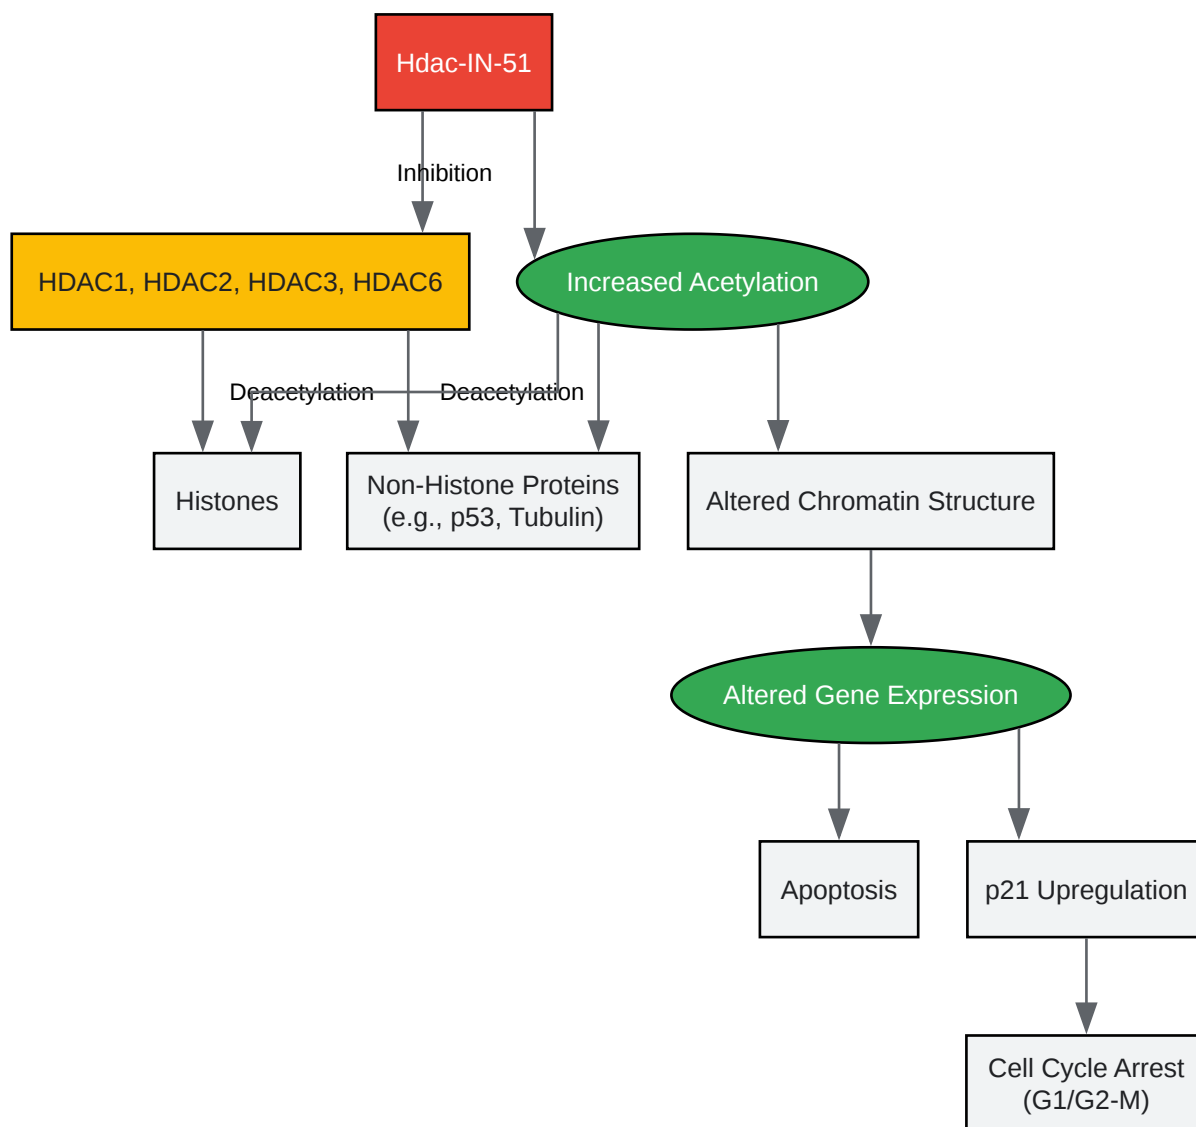 Hdac-IN-51
Inhibition
HDAC1, HDAC2, HDAC3, HDAC6
Increased Acetylation
Deacetylation
Deacetylation
Histones
Non-Histone Proteins
(e.g., p53, Tubulin)
Altered Chromatin Structure
Altered Gene Expression
Apoptosis
p21 Upregulation
Cell Cycle Arrest
(G1/G2-M)